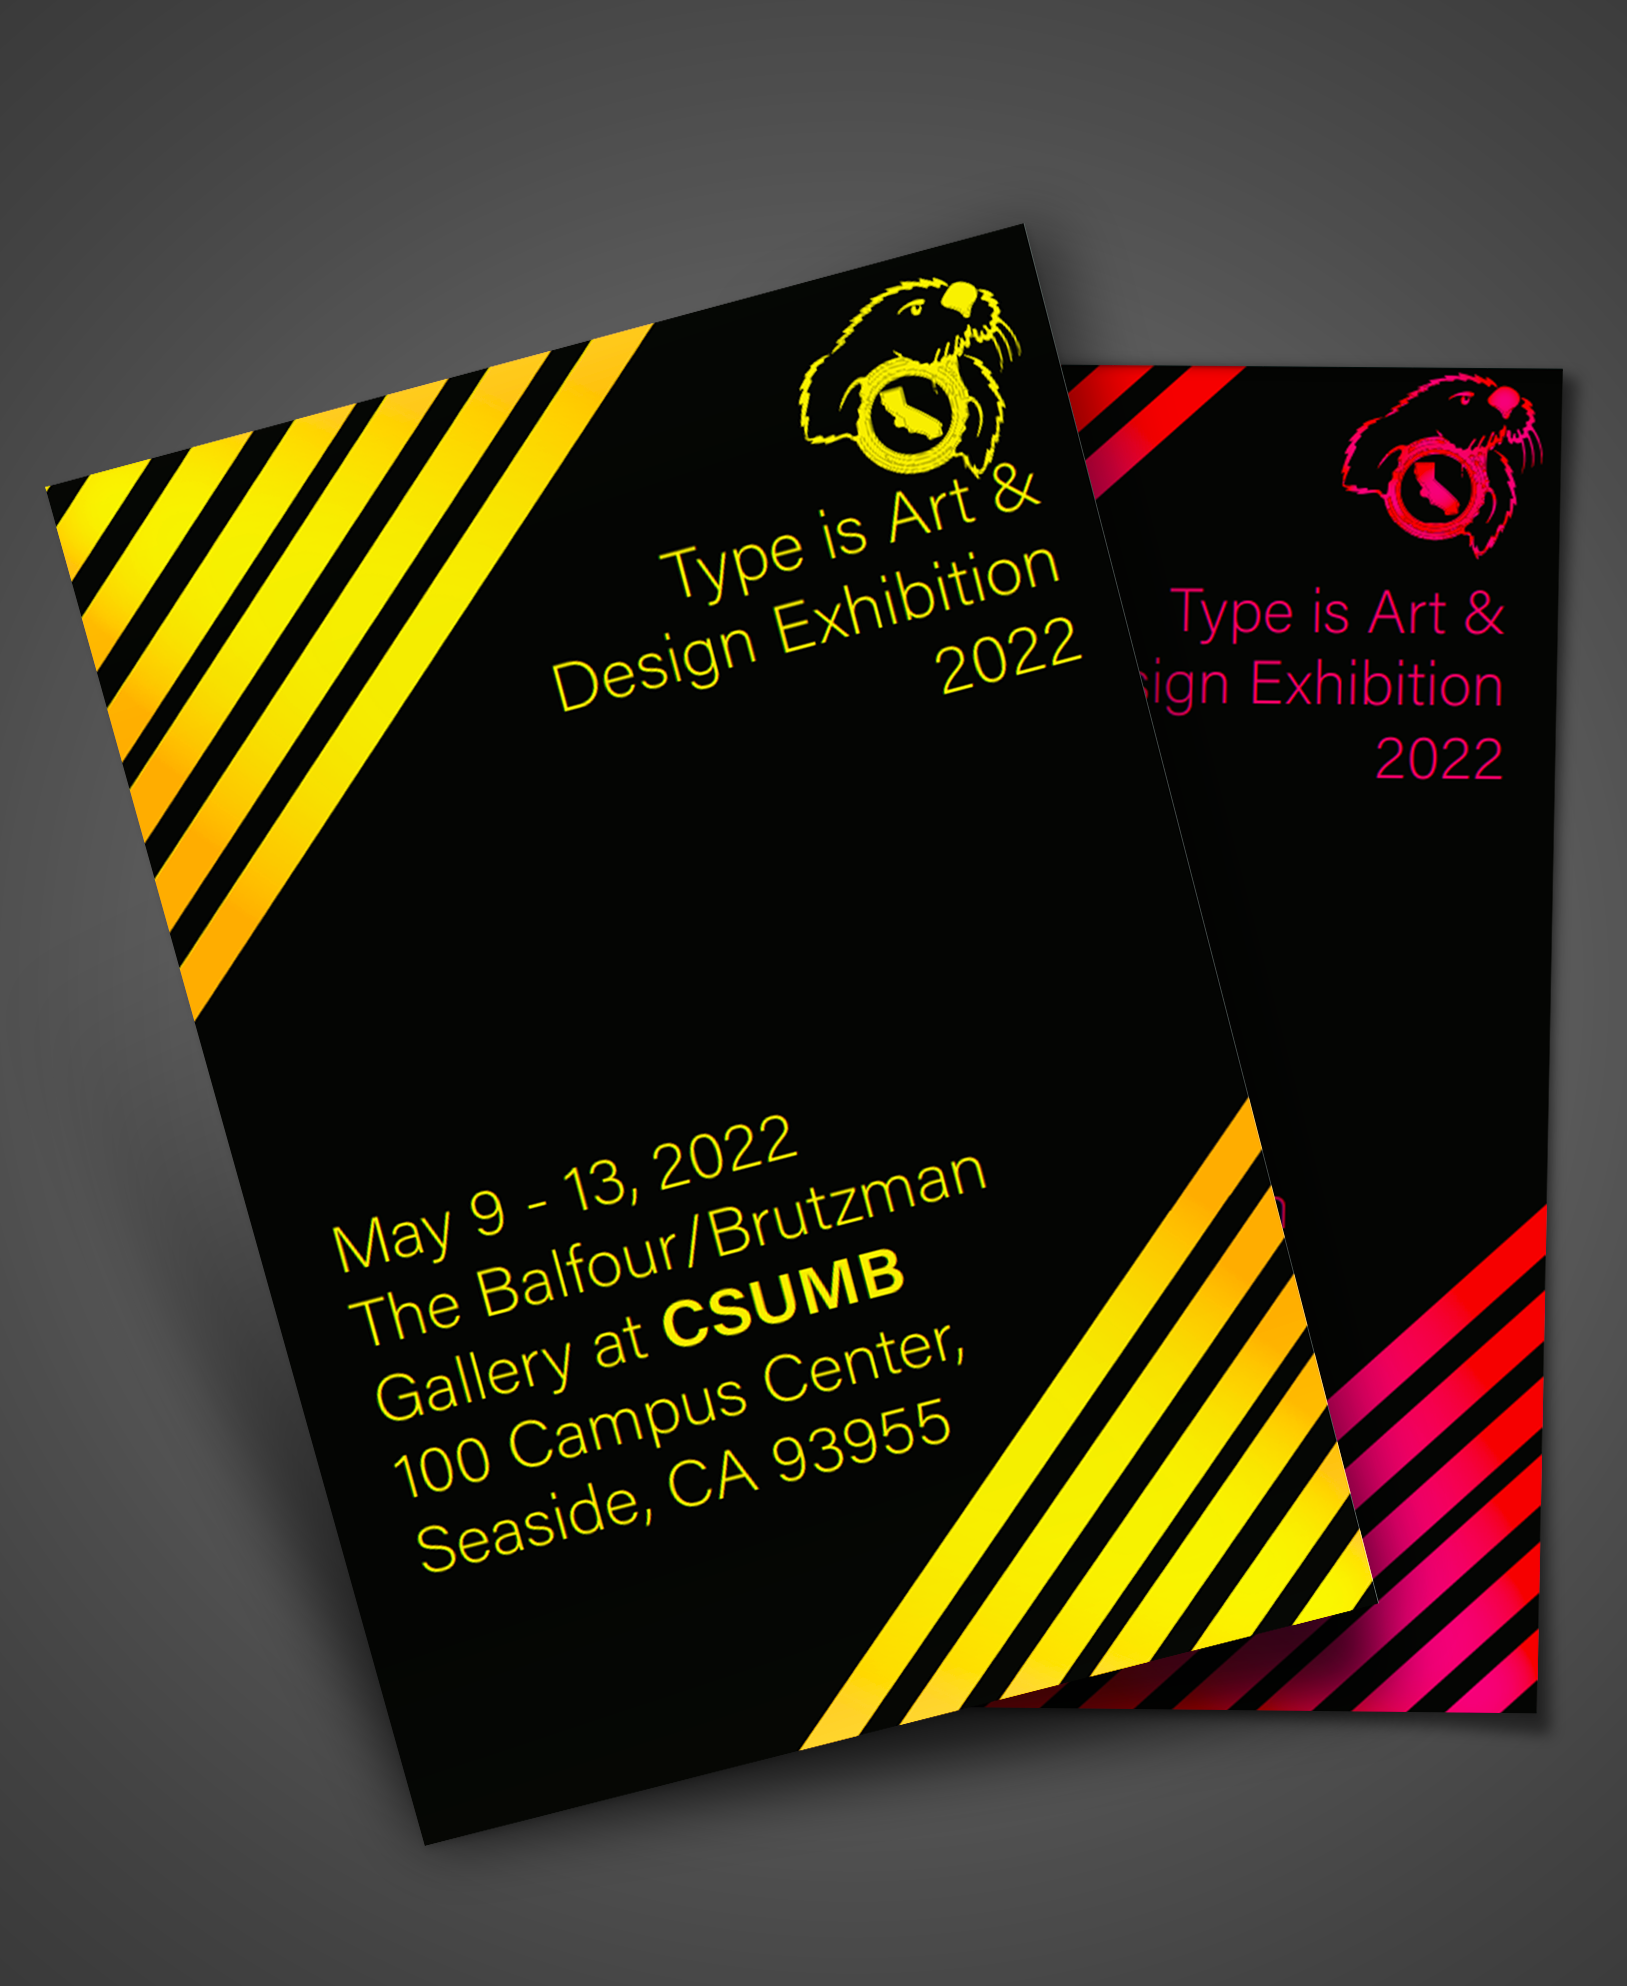 Type is Art &
Design Exhibition
2022
May 9 - 13, 2022
The Balfour/Brutzman
Gallery at CSUMB
100 Campus Center,
Seaside, CA 93955
Type is Art &
ign Exhibition
2022